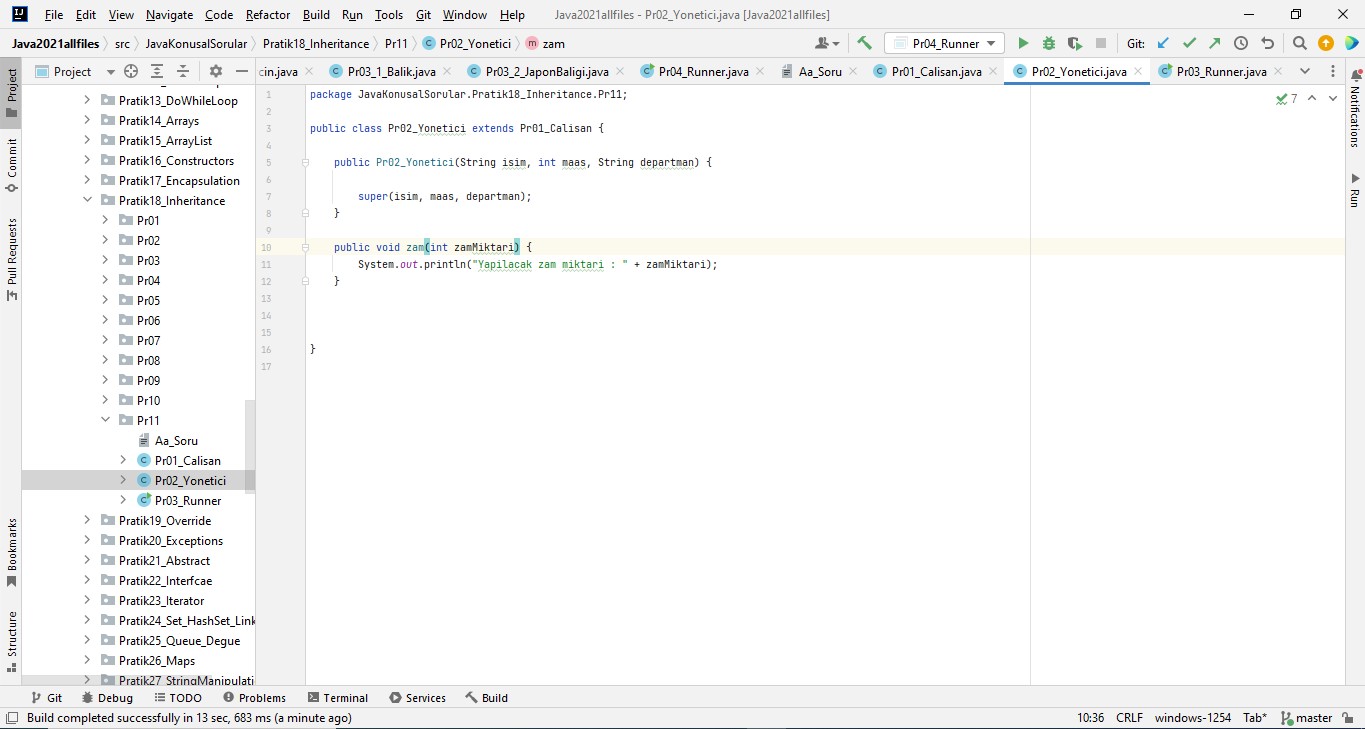 File Edit View Navigate Code Refactor Build Run Tools Git Window Help Java2021allfiles - Pr02_Yonetici.java [Java2021allfiles]
Java2021allfiles src JavaKonusalSorular Pratik18_Inheritance Pr11 C Pr02_Yonetici m zam Pr04_Runner Git:
Project
Project
cin.java Pr03_1_Balik.java Pr03_2_JaponBaligi.java Pr04_Runner.java Aa_Soru Pr01_Calisan.java Pr02_Yonetici.java Pr03_Runner.java
Commit
Pull Requests
Bookmarks
Structure
Pratik13_DoWhileLoop
Pratik14_Arrays
Pratik15_ArrayList
Pratik16_Constructors
Pratik17_Encapsulation
Pratik18_Inheritance
Pr01
Pr02
Pr03
Pr04
Pr05
Pr06
Pr07
Pr08
Pr09
Pr10
Pr11
Aa_Soru
Pr01_Calisan
Pr02_Yonetici
Pr03_Runner
Pratik19_Override
Pratik20_Exceptions
Pratik21_Abstract
Pratik22_Interfcae
Pratik23_Iterator
Pratik24_Set_HashSet_Link
Pratik25_Queue_Degue
Pratik26_Maps
Pratik27_StringManipulati
1 package JavaKonusalSorular.Pratik18_Inheritance.Pr11;
2
3 public class Pr02_Yonetici extends Pr01_Calisan {
4
5 public Pr02_Yonetici(String isim, int maas, String departman) {
6
7 super(isim, maas, departman);
8 }
9
10 public void zam(int zamMiktari) {
11 System.out.println("Yapilacak zam miktari : " + zamMiktari);
12 }
13
14
15
16 }
17
7
Notifications
Run
Git Debug TODO Problems Terminal Services Build
Build completed successfully in 13 sec, 683 ms (a minute ago) 10:36 CRLF windows-1254 Tab* master